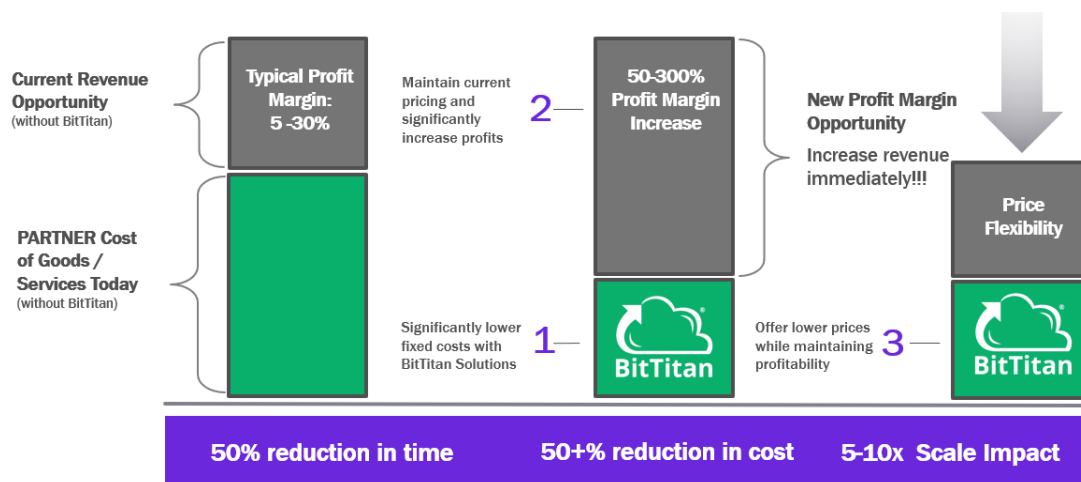 Current Revenue
Opportunity
(without BitTitan)
Typical Profit
Margin:
5 -30%
PARTNER Cost
of Goods /
Services Today
(without BitTitan)
Maintain current
pricing and
significantly
increase profits
2
50-300%
Profit Margin
Increase
New Profit Margin
Opportunity
Increase revenue
immediately!!!
Significantly lower
fixed costs with
BitTitan Solutions
1
BitTitan
Price
Flexibility
Offer lower prices
while maintaining
profitability
3
BitTitan
50% reduction in time
50+% reduction in cost
5-10x Scale Impact